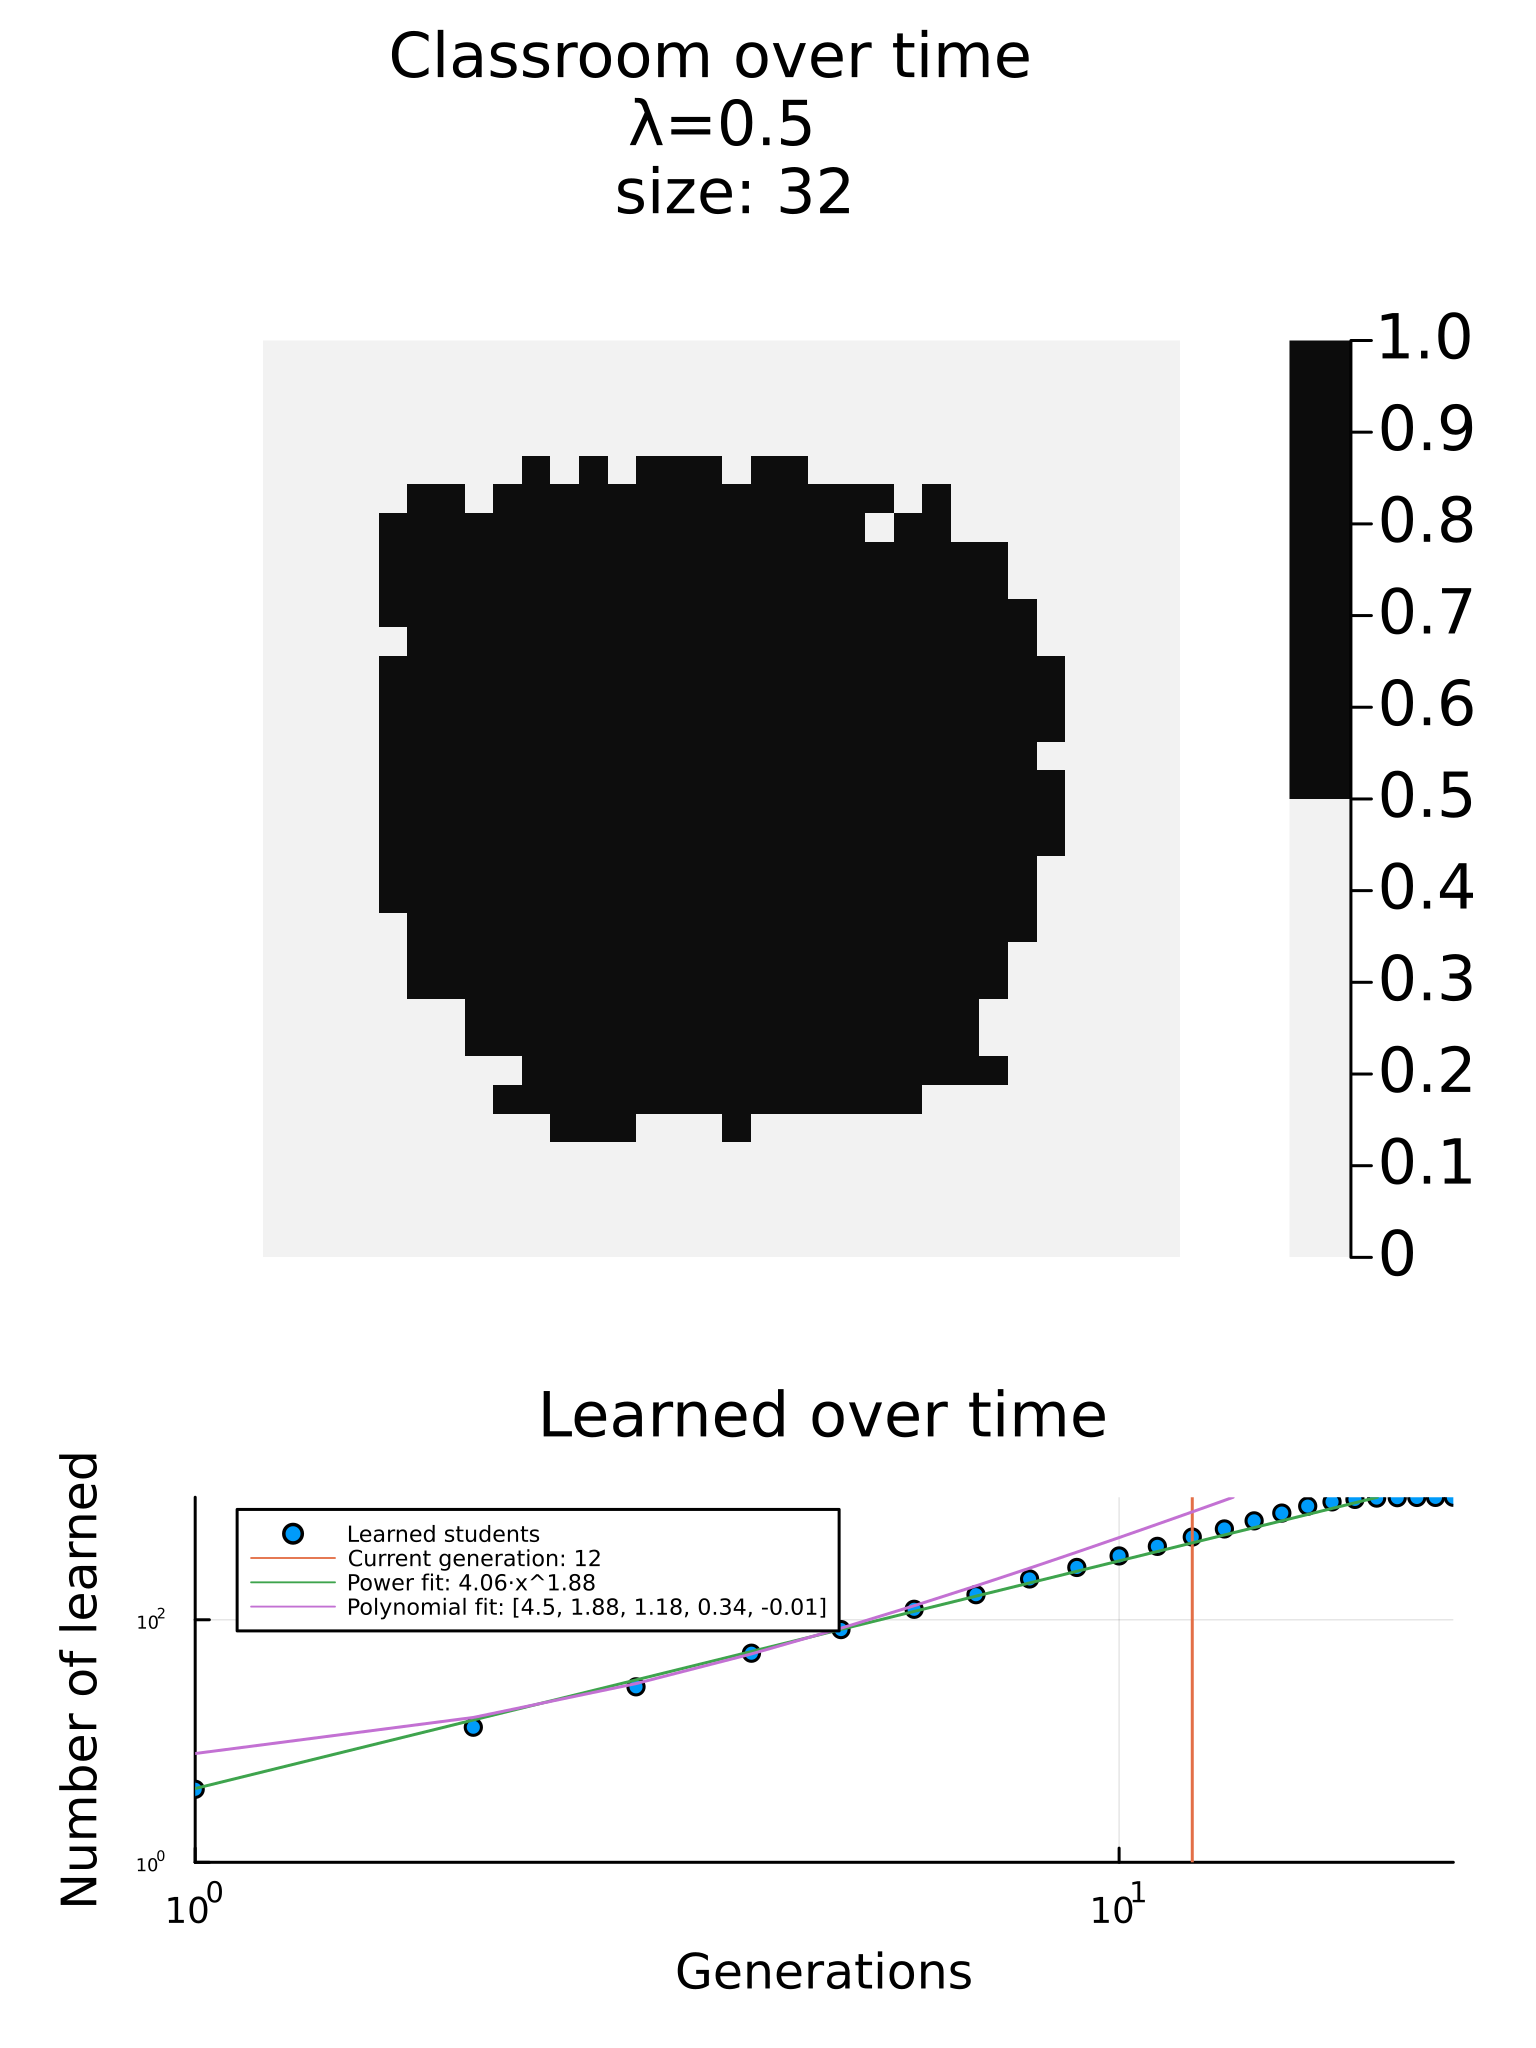 Classroom over time
λ=0.5
size: 32
1.0
0.9
0.8
0.7
0.6
0.5
0.4
0.3
0.2
0.1
0
Learned over time
Number of learned
Learned students
Current generation: 12
Power fit: 4.06·x^1.88
Polynomial fit: [4.5, 1.88, 1.18, 0.34, -0.01]
10²
10⁰
10⁰
10¹
Generations